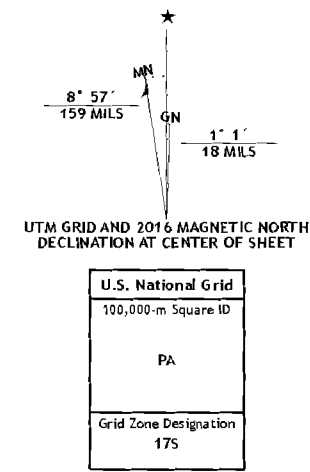 ★
MN
8° 57´
159 MILS
GN
1° 1´
18 MILS
UTM GRID AND 2016 MAGNETIC NORTH
DECLINATION AT CENTER OF SHEET
U.S. National Grid
100,000-m Square ID
PA
Grid Zone Designation
17S